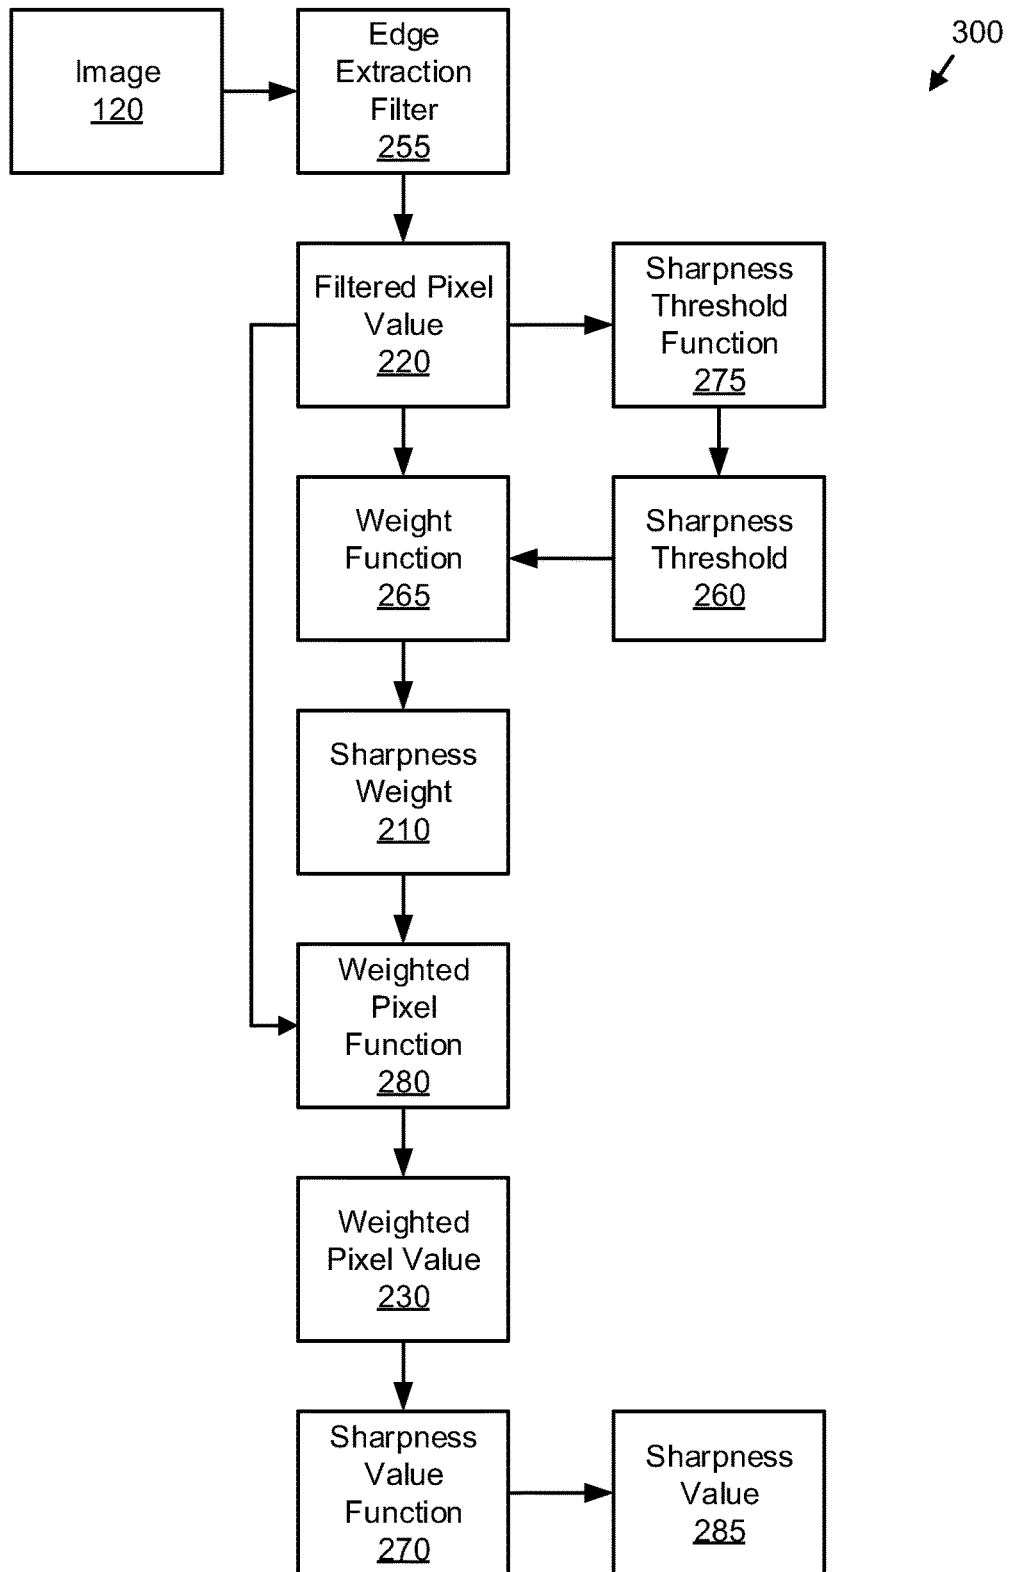 Image
120
Edge
Extraction
Filter
255
300
Filtered Pixel
Value
220
Sharpness
Threshold
Function
275
Weight
Function
265
Sharpness
Threshold
260
Sharpness
Weight
210
Weighted
Pixel
Function
280
Weighted
Pixel Value
230
Sharpness
Value
Function
270
Sharpness
Value
285